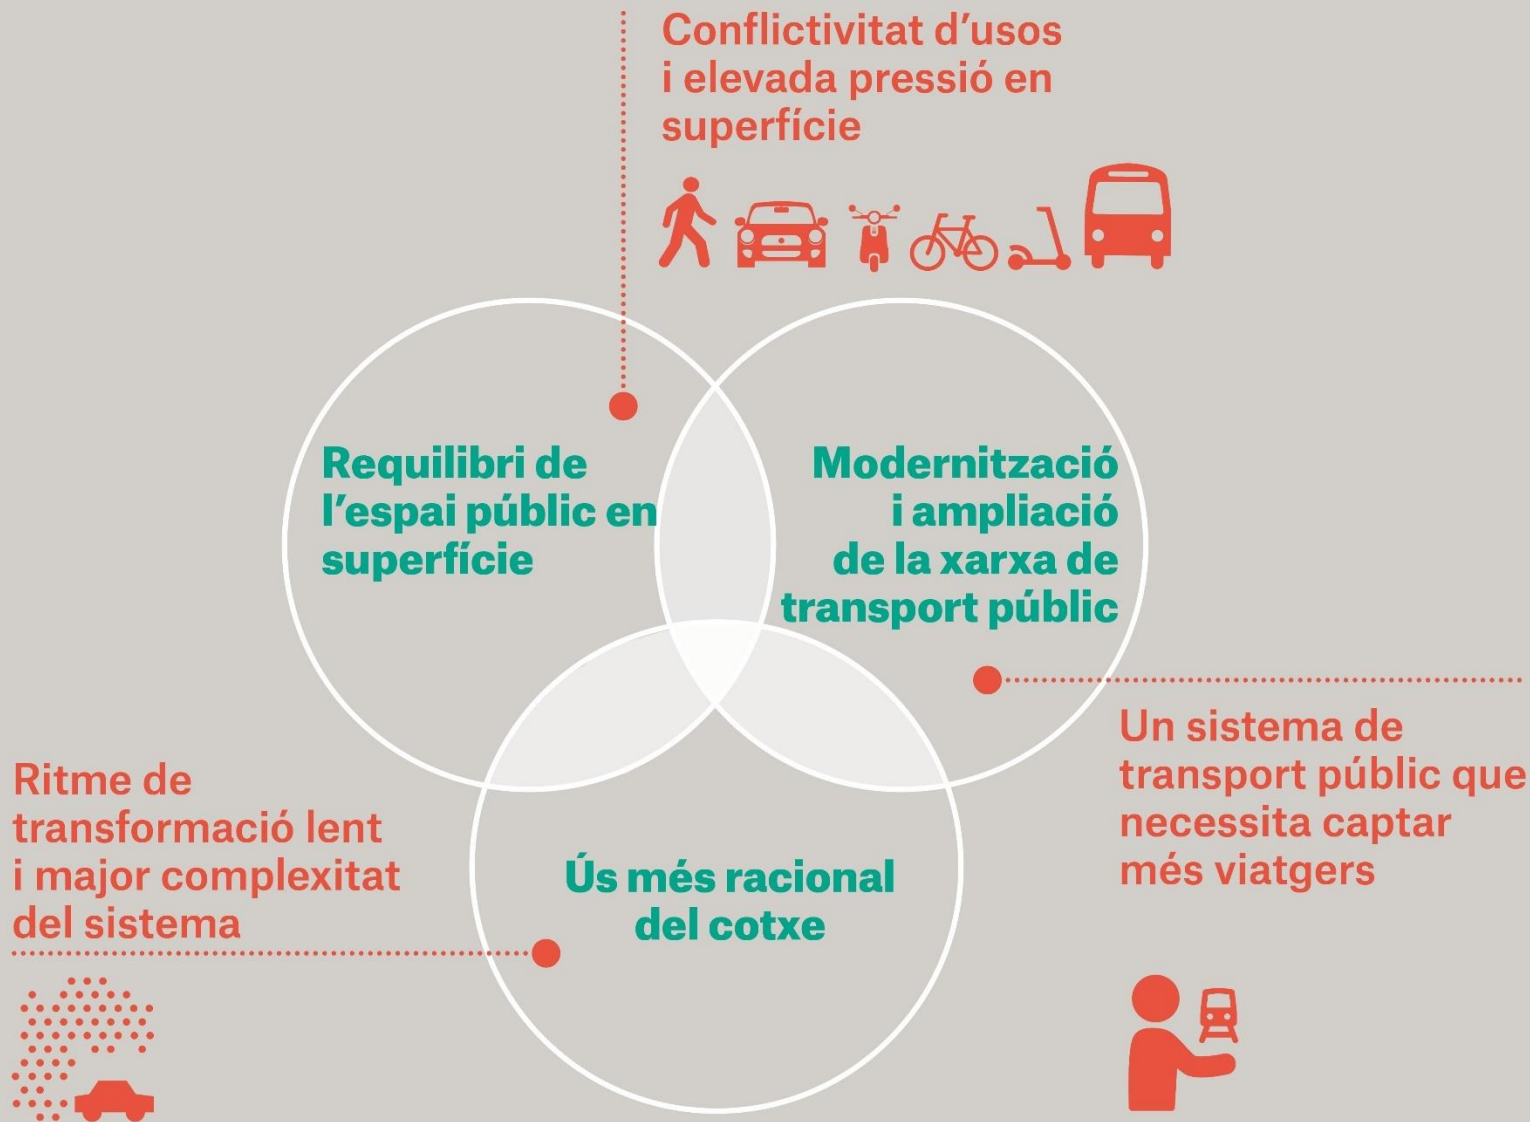 Conflictivitat d’usos
i elevada pressió en
superfície
Requilibri de
l’espai públic en
superfície
Modernització
i ampliació
de la xarxa de
transport públic
Un sistema de
transport públic que
necessita captar
més viatgers
Ritme de
transformació lent
i major complexitat
del sistema
Ús més racional
del cotxe